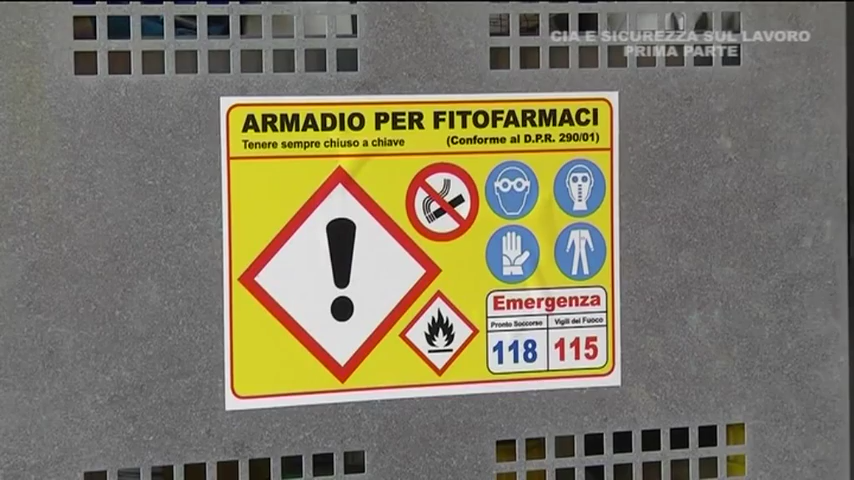 CIA E SICUREZZA SUL LAVORO
PRIMA PARTE
ARMADIO PER FITOFARMACI
Tenere sempre chiuso a chiave (Conforme al D.P.R. 290/01)
Emergenza
Pronto Soccorso Vigili del Fuoco
118 115